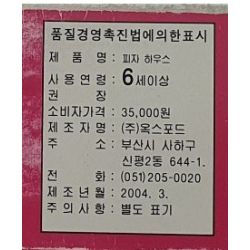 품질경영촉진법에의한표시
제 품 명 : 피자 하우스
사용연령 : 6세이상
권 장
소비자가격 : 35,000원
제 조 자 명 : (주)옥스포드
주 소 : 부산시 사하구
신평2동 644-1.
전 화 : (051)205-0020
제조년월 : 2004. 3.
주의사항 : 별도 표기